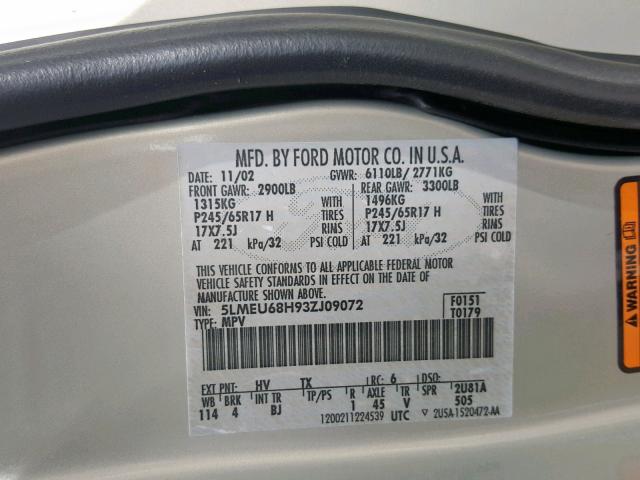 MFD. BY FORD MOTOR CO. IN U.S.A.
DATE: 11/02 GVWR: 6110LB/ 2771KG
FRONT GAWR: 2900LB REAR GAWR: 3300LB
1315KG WITH 1496KG WITH
P245/65R17 H TIRES P245/65R17 H TIRES
17X7.5J RIMS 17X7.5J RIMS
AT 221 kPa/32 PSI COLD AT 221 kPa/32 PSI COLD
THIS VEHICLE CONFORMS TO ALL APPLICABLE FEDERAL MOTOR
VEHICLE SAFETY STANDARDS IN EFFECT ON THE DATE OF
MANUFACTURE SHOWN ABOVE.
VIN: 5LMEU68H93ZJ09072 F0151
TYPE: MPV T0179
EXT PNT: HV TX RC: 6 DSO:
WB BRK INT TR TP/PS R AXLE TR SPR 2U81A
114 4 BJ 1 45 V 505
1200211224539 UTC ▽ 2USA-1520472-AA
WARNING